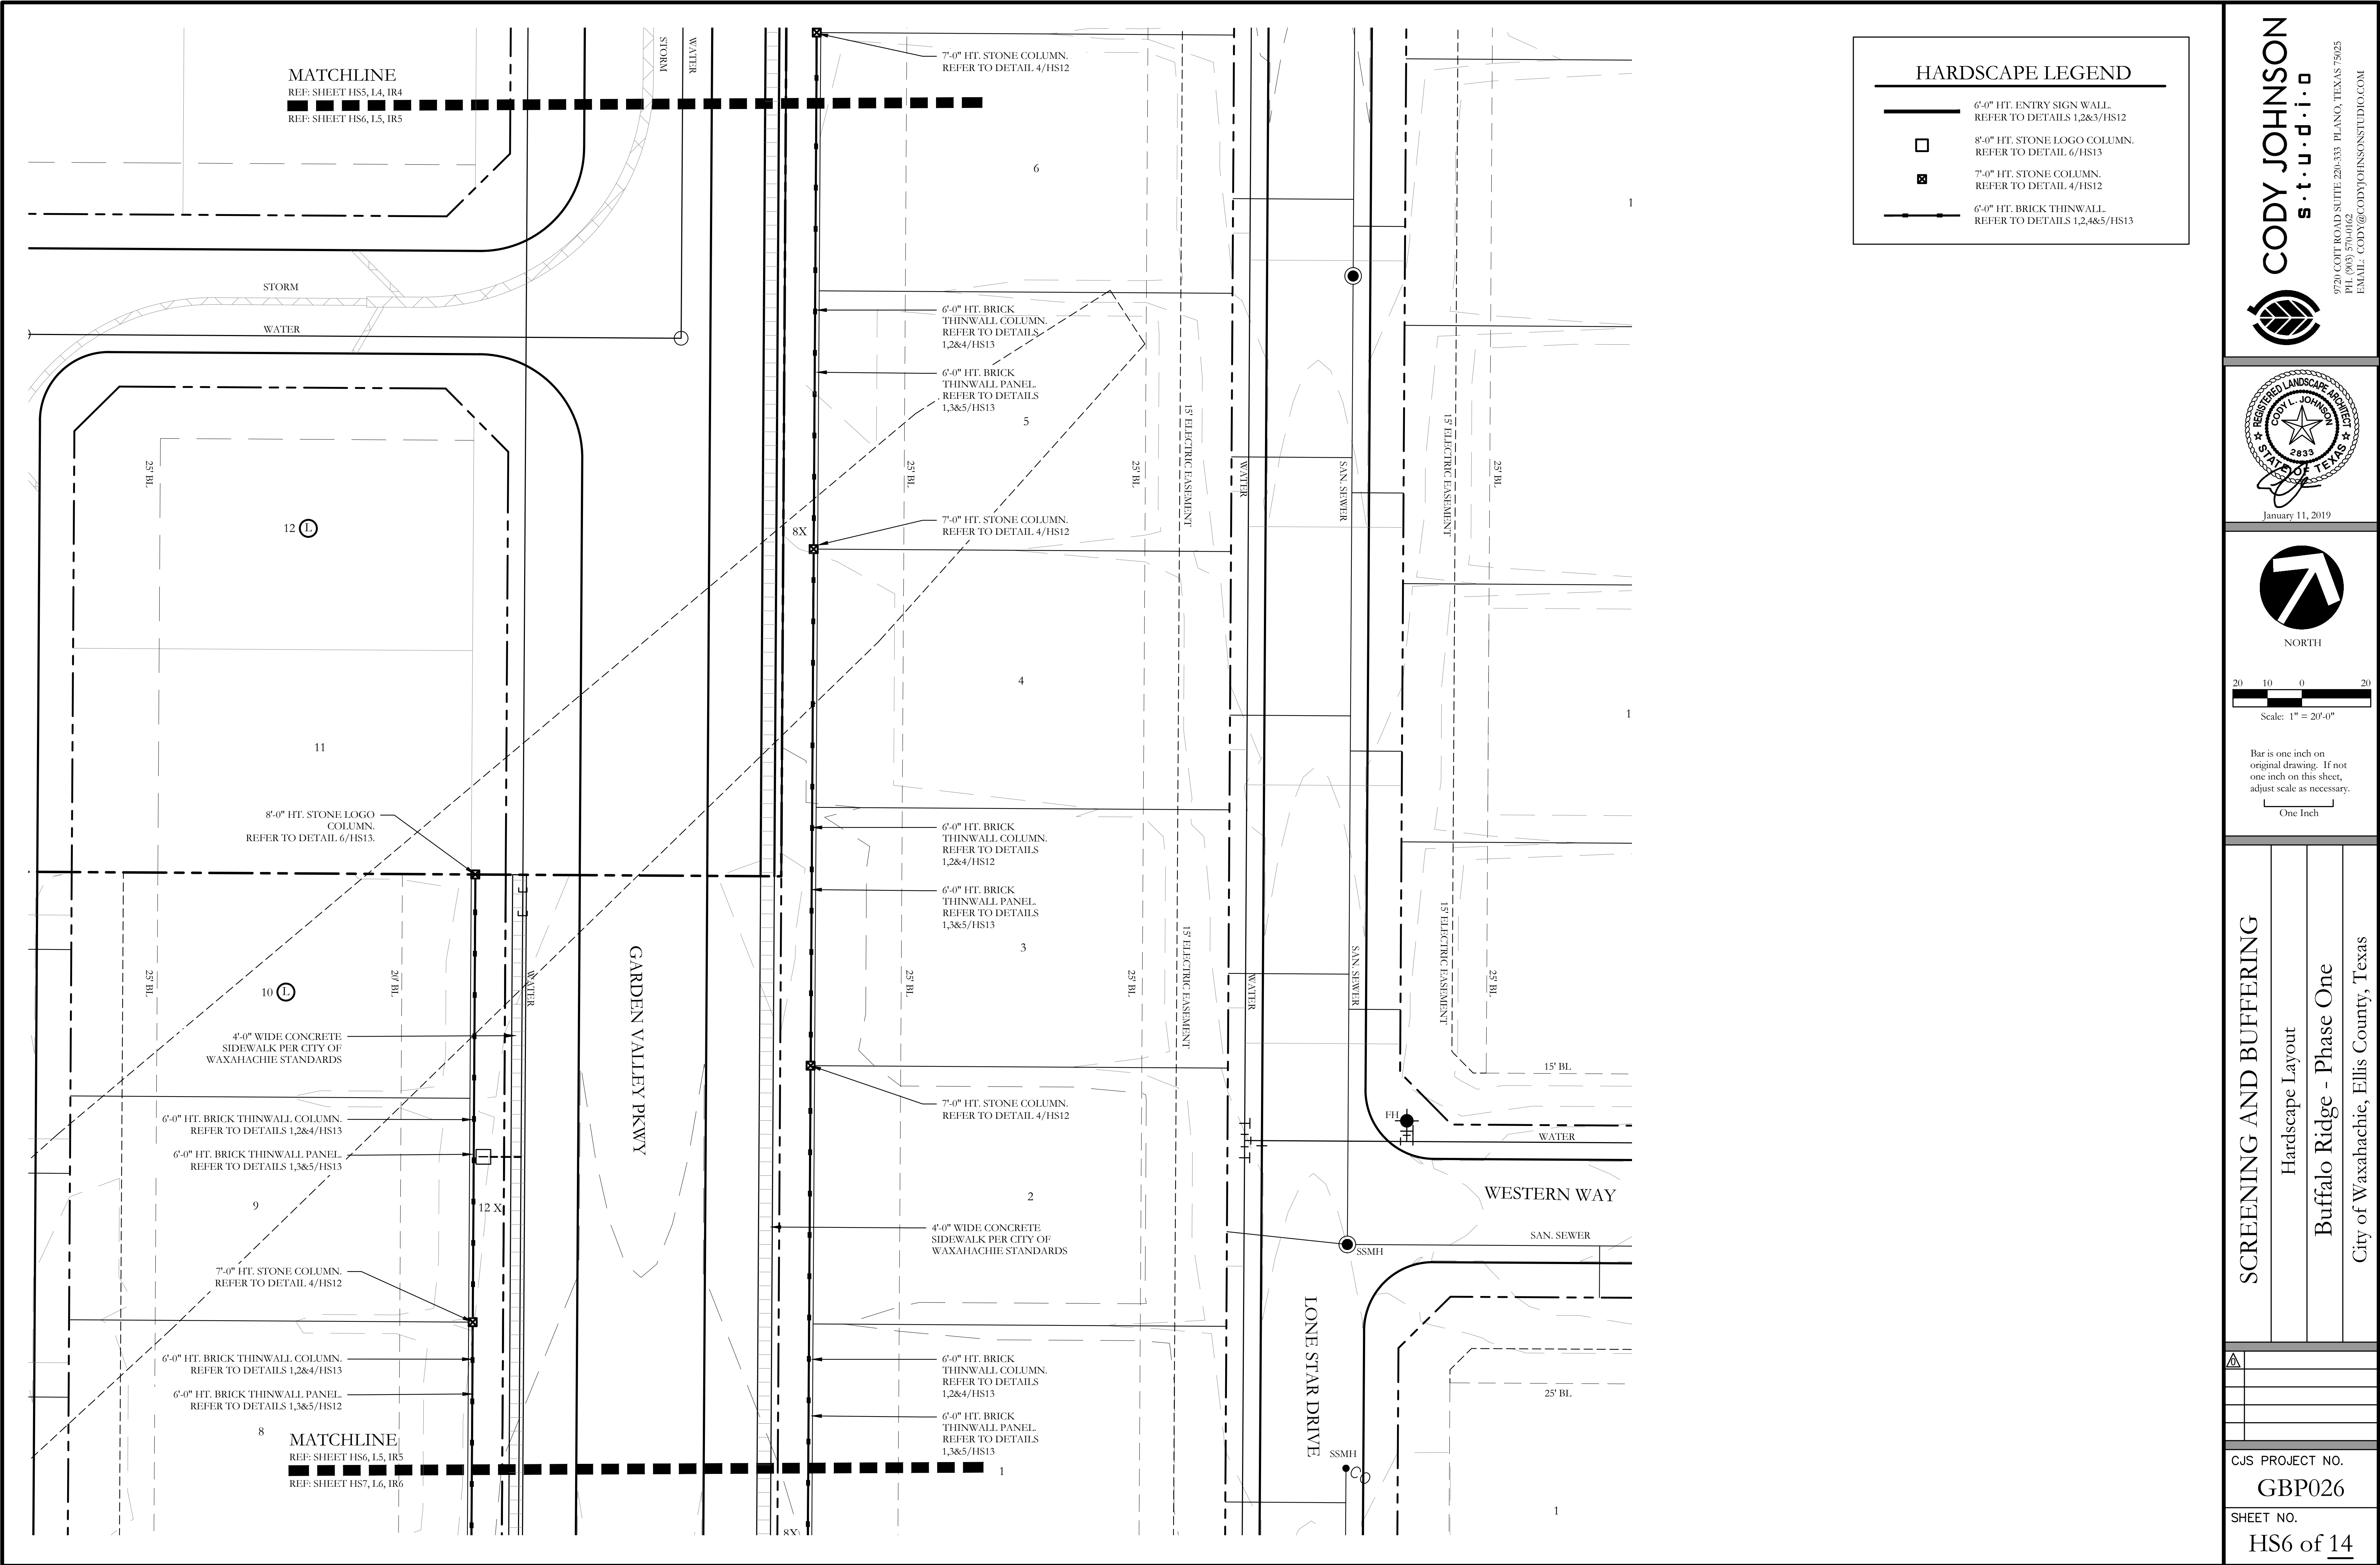 MATCHLINE
REF: SHEET HS5, L4, IR4
REF: SHEET HS6, L5, IR5
STORM
WATER
7'-0" HT. STONE COLUMN.
REFER TO DETAIL 4/HS12
6
STORM
WATER
6'-0" HT. BRICK
THINWALL COLUMN.
REFER TO DETAILS
1,2&4/HS13
6'-0" HT. BRICK
THINWALL PANEL.
REFER TO DETAILS
1,3&5/HS13
5
25' BL
12 L
25' BL
25' BL
15' ELECTRIC EASEMENT
WATER
SAN. SEWER
15' ELECTRIC EASEMENT
25' BL
1
8X
7'-0" HT. STONE COLUMN.
REFER TO DETAIL 4/HS12
4
1
11
8'-0" HT. STONE LOGO
COLUMN.
REFER TO DETAIL 6/HS13.
6'-0" HT. BRICK
THINWALL COLUMN.
REFER TO DETAILS
1,2&4/HS12
6'-0" HT. BRICK
THINWALL PANEL.
REFER TO DETAILS
1,3&5/HS13
3
25' BL
10 L
20' BL
WATER
GARDEN VALLEY PKWY
25' BL
25' BL
15' ELECTRIC EASEMENT
WATER
SAN. SEWER
15' ELECTRIC EASEMENT
25' BL
4'-0" WIDE CONCRETE
SIDEWALK PER CITY OF
WAXAHACHIE STANDARDS
15' BL
7'-0" HT. STONE COLUMN.
REFER TO DETAIL 4/HS12
6'-0" HT. BRICK THINWALL COLUMN.
REFER TO DETAILS 1,2&4/HS13
6'-0" HT. BRICK THINWALL PANEL.
REFER TO DETAILS 1,3&5/HS13
FH
WATER
9
12 X
2
WESTERN WAY
4'-0" WIDE CONCRETE
SIDEWALK PER CITY OF
WAXAHACHIE STANDARDS
SAN. SEWER
SSMH
7'-0" HT. STONE COLUMN.
REFER TO DETAIL 4/HS12
LONE STAR DRIVE
6'-0" HT. BRICK THINWALL COLUMN.
REFER TO DETAILS 1,2&4/HS13
6'-0" HT. BRICK THINWALL PANEL.
REFER TO DETAILS 1,3&5/HS12
6'-0" HT. BRICK
THINWALL COLUMN.
REFER TO DETAILS
1,2&4/HS13
6'-0" HT. BRICK
THINWALL PANEL.
REFER TO DETAILS
1,3&5/HS13
25' BL
8
MATCHLINE
REF: SHEET HS6, L5, IR5
REF: SHEET HS7, L6, IR6
1
SSMH
CO
1
8X
HARDSCAPE LEGEND
6'-0" HT. ENTRY SIGN WALL.
REFER TO DETAILS 1,2&3/HS12
8'-0" HT. STONE LOGO COLUMN.
REFER TO DETAIL 6/HS13
7'-0" HT. STONE COLUMN.
REFER TO DETAIL 4/HS12
6'-0" HT. BRICK THINWALL.
REFER TO DETAILS 1,2,4&5/HS13
CODY JOHNSON
s·t·u·d·i·o
9720 COIT ROAD SUITE 220-333 PLANO, TEXAS 75025
PH. (903) 570-0162
EMAIL: CODY@CODYJOHNSONSTUDIO.COM
REGISTERED LANDSCAPE ARCHITECT
CODY L. JOHNSON
2833
STATE OF TEXAS
January 11, 2019
NORTH
20 10 0 20
Scale: 1" = 20'-0"
Bar is one inch on
original drawing. If not
one inch on this sheet,
adjust scale as necessary.
One Inch
SCREENING AND BUFFERING
Hardscape Layout
Buffalo Ridge - Phase One
City of Waxahachie, Ellis County, Texas
0
CJS PROJECT NO.
GBP026
SHEET NO.
HS6 of 14